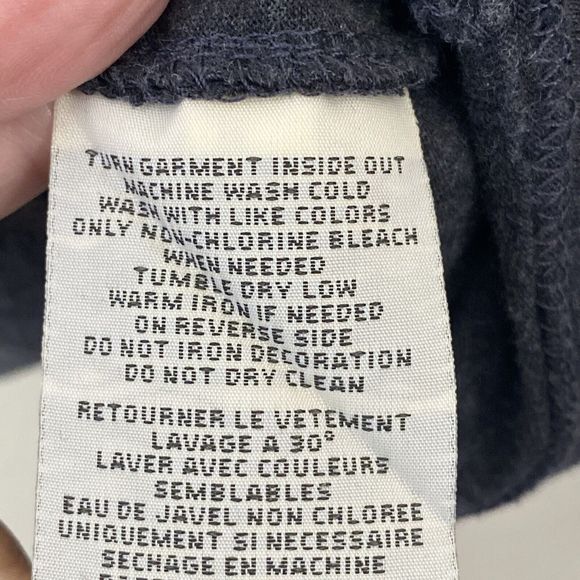 TURN GARMENT INSIDE OUT
MACHINE WASH COLD
WASH WITH LIKE COLORS
ONLY NON-CHLORINE BLEACH
WHEN NEEDED
TUMBLE DRY LOW
WARM IRON IF NEEDED
ON REVERSE SIDE
DO NOT IRON DECORATION
DO NOT DRY CLEAN
RETOURNER LE VETEMENT
LAVAGE A 30°
LAVER AVEC COULEURS
SEMBLABLES
EAU DE JAVEL NON CHLOREE
UNIQUEMENT SI NECESSAIRE
SECHAGE EN MACHINE